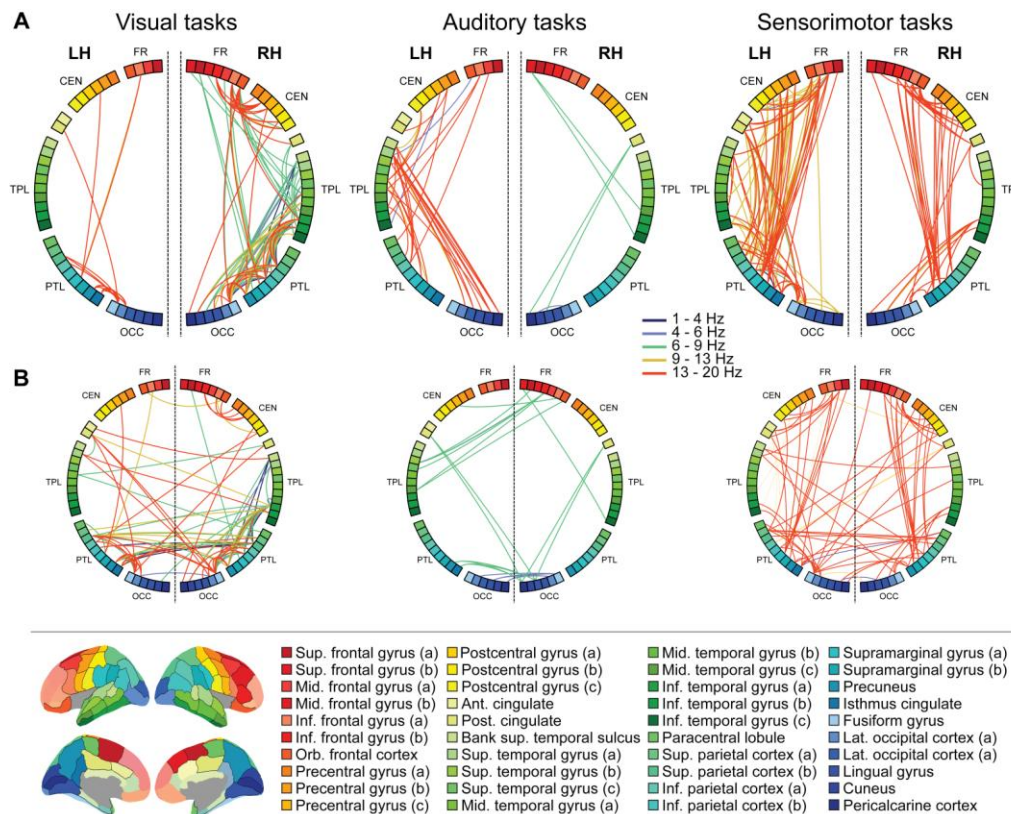 A
Visual tasks
Auditory tasks
Sensorimotor tasks
LH FR FR RH
CEN CEN
TPL TPL
PTL PTL
OCC OCC
LH FR FR RH
CEN CEN
TPL TPL
PTL PTL
OCC OCC
LH FR FR RH
CEN CEN
TPL TP
PTL PTL
OCC OCC
1 - 4 Hz
4 - 6 Hz
6 - 9 Hz
9 - 13 Hz
13 - 20 Hz
B
FR FR
CEN CEN
TPL TPL
PTL PTL
OCC OCC
FR FR
CEN CEN
TPL TPL
PTL PTL
OCC OCC
FR FR
CEN CEN
TPL TPL
PTL PTL
OCC OCC
Sup. frontal gyrus (a)
Sup. frontal gyrus (b)
Mid. frontal gyrus (a)
Mid. frontal gyrus (b)
Inf. frontal gyrus (a)
Inf. frontal gyrus (b)
Orb. frontal cortex
Precentral gyrus (a)
Precentral gyrus (b)
Precentral gyrus (c)
Postcentral gyrus (a)
Postcentral gyrus (b)
Postcentral gyrus (c)
Ant. cingulate
Post. cingulate
Bank sup. temporal sulcus
Sup. temporal gyrus (a)
Sup. temporal gyrus (b)
Sup. temporal gyrus (c)
Mid. temporal gyrus (a)
Mid. temporal gyrus (b)
Mid. temporal gyrus (c)
Inf. temporal gyrus (a)
Inf. temporal gyrus (b)
Inf. temporal gyrus (c)
Paracentral lobule
Sup. parietal cortex (a)
Sup. parietal cortex (b)
Inf. parietal cortex (a)
Inf. parietal cortex (b)
Supramarginal gyrus (a)
Supramarginal gyrus (b)
Precuneus
Isthmus cingulate
Fusiform gyrus
Lat. occipital cortex (a)
Lat. occipital cortex (a)
Lingual gyrus
Cuneus
Pericalcarine cortex